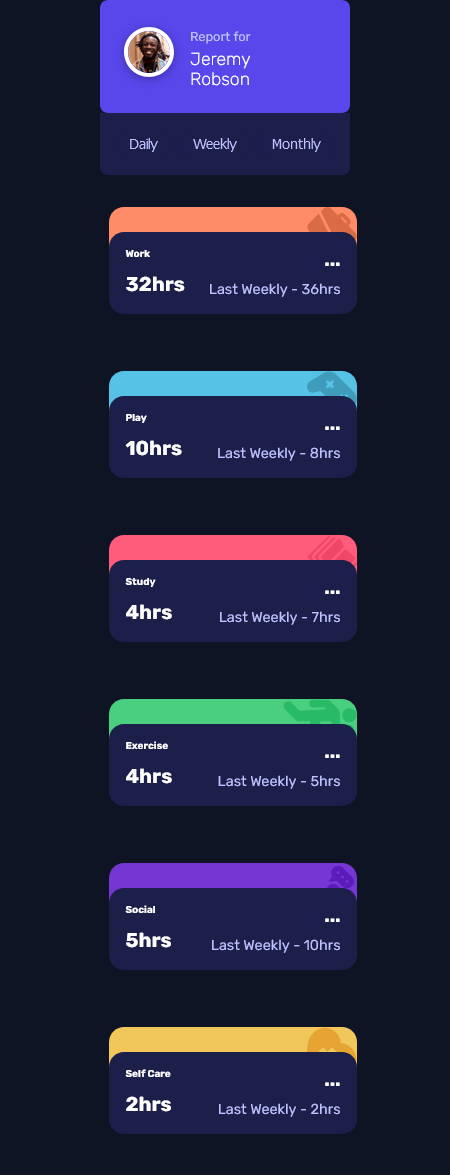 Report for
Jeremy
Robson
Daily Weekly Monthly
Work
...
32hrs Last Weekly - 36hrs
Play
...
10hrs Last Weekly - 8hrs
Study
...
4hrs Last Weekly - 7hrs
Exercise
...
4hrs Last Weekly - 5hrs
Social
...
5hrs Last Weekly - 10hrs
Self Care
...
2hrs Last Weekly - 2hrs